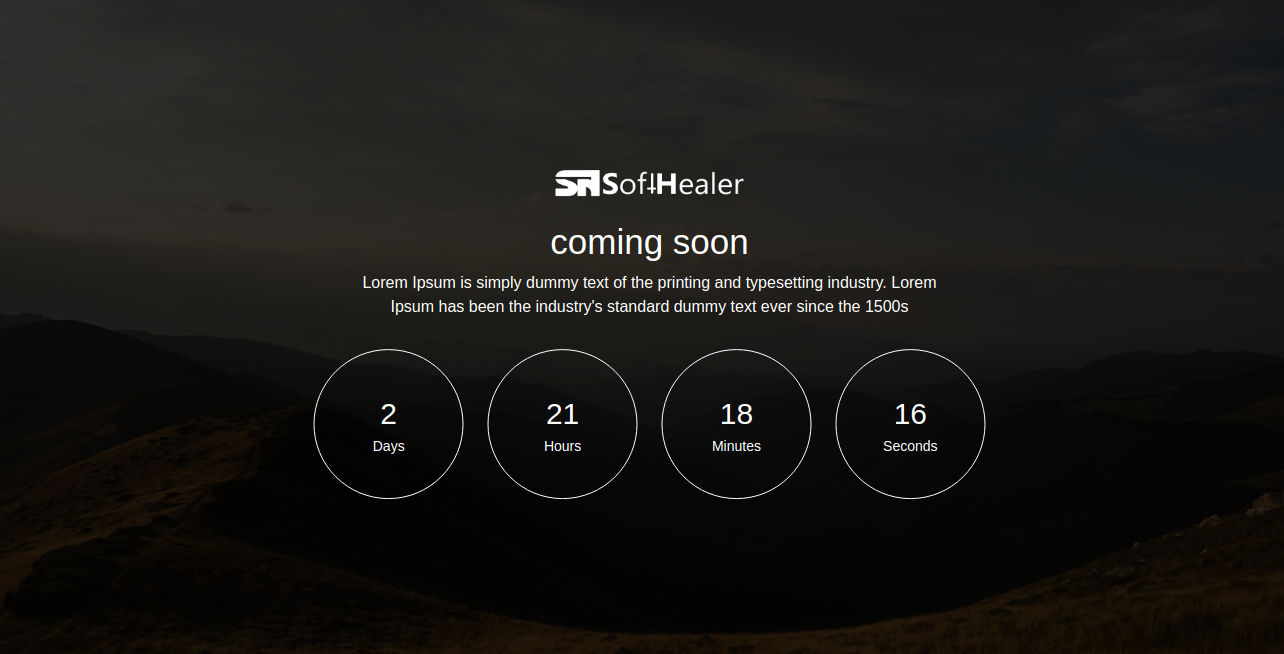 SoftHealer
coming soon
Lorem Ipsum is simply dummy text of the printing and typesetting industry. Lorem
Ipsum has been the industry's standard dummy text ever since the 1500s
2 21 18 16
Days Hours Minutes Seconds